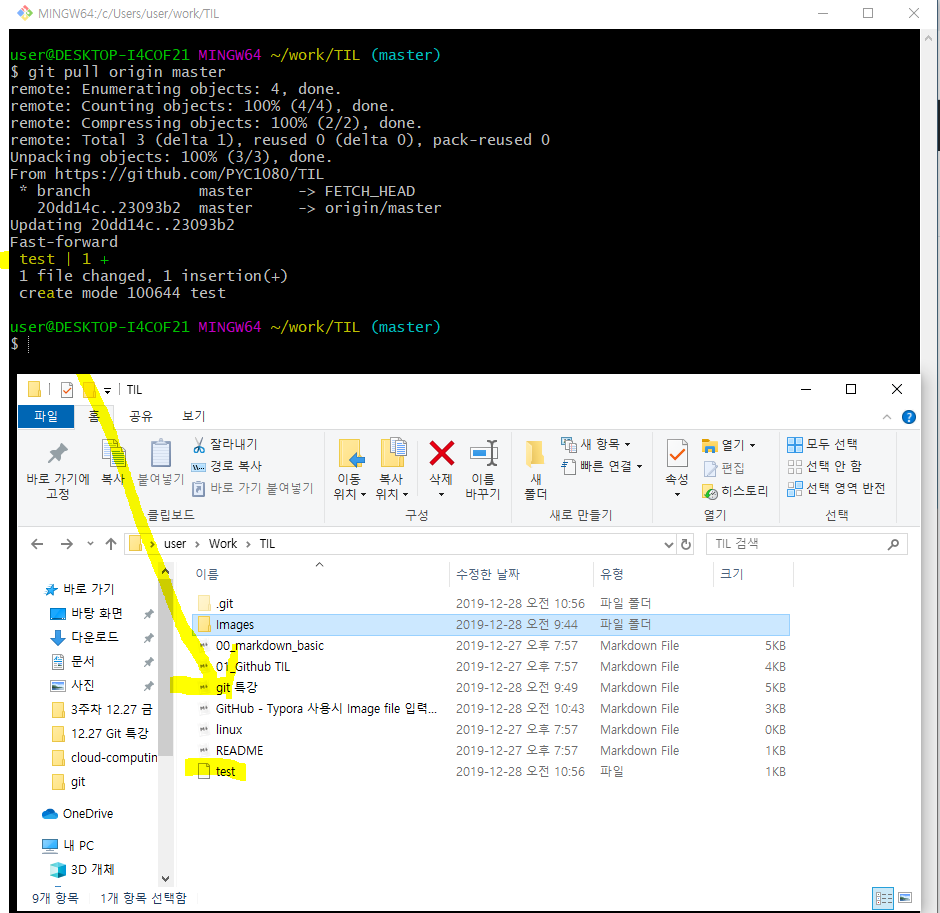 MINGW64:/c/Users/user/work/TIL
user@DESKTOP-I4COF21 MINGW64 ~/work/TIL (master)
$ git pull origin master
remote: Enumerating objects: 4, done.
remote: Counting objects: 100% (4/4), done.
remote: Compressing objects: 100% (2/2), done.
remote: Total 3 (delta 1), reused 0 (delta 0), pack-reused 0
Unpacking objects: 100% (3/3), done.
From https://github.com/PYC1080/TIL
* branch master -> FETCH_HEAD
20dd14c..23093b2 master -> origin/master
Updating 20dd14c..23093b2
Fast-forward
test | 1 +
1 file changed, 1 insertion(+)
create mode 100644 test
user@DESKTOP-I4COF21 MINGW64 ~/work/TIL (master)
$
TIL
파일 홈 공유 보기
바로 가기에 고정
복사
붙여넣기
잘라내기
경로 복사
바로 가기 붙여넣기
클립보드
이동 위치
복사 위치
삭제
이름 바꾸기
구성
새 폴더
새 항목
빠른 연결
새로 만들기
속성
열기
편집
히스토리
열기
모두 선택
선택 안 함
선택 영역 반전
선택
user > Work > TIL
TIL 검색
바로 가기
바탕 화면
다운로드
문서
사진
3주차 12.27 금
12.27 Git 특강
cloud-computin
git
OneDrive
내 PC
3D 개체
이름 수정한 날짜 유형 크기
.git 2019-12-28 오전 10:56 파일 폴더
Images 2019-12-28 오전 9:44 파일 폴더
00_markdown_basic 2019-12-27 오후 7:57 Markdown File 5KB
01_Github TIL 2019-12-27 오후 7:57 Markdown File 4KB
git 특강 2019-12-28 오전 9:49 Markdown File 5KB
GitHub - Typora 사용시 Image file 입력... 2019-12-28 오전 10:43 Markdown File 3KB
linux 2019-12-27 오후 7:57 Markdown File 0KB
README 2019-12-27 오후 7:57 Markdown File 1KB
test 2019-12-28 오전 10:56 파일 1KB
9개 항목 1개 항목 선택함